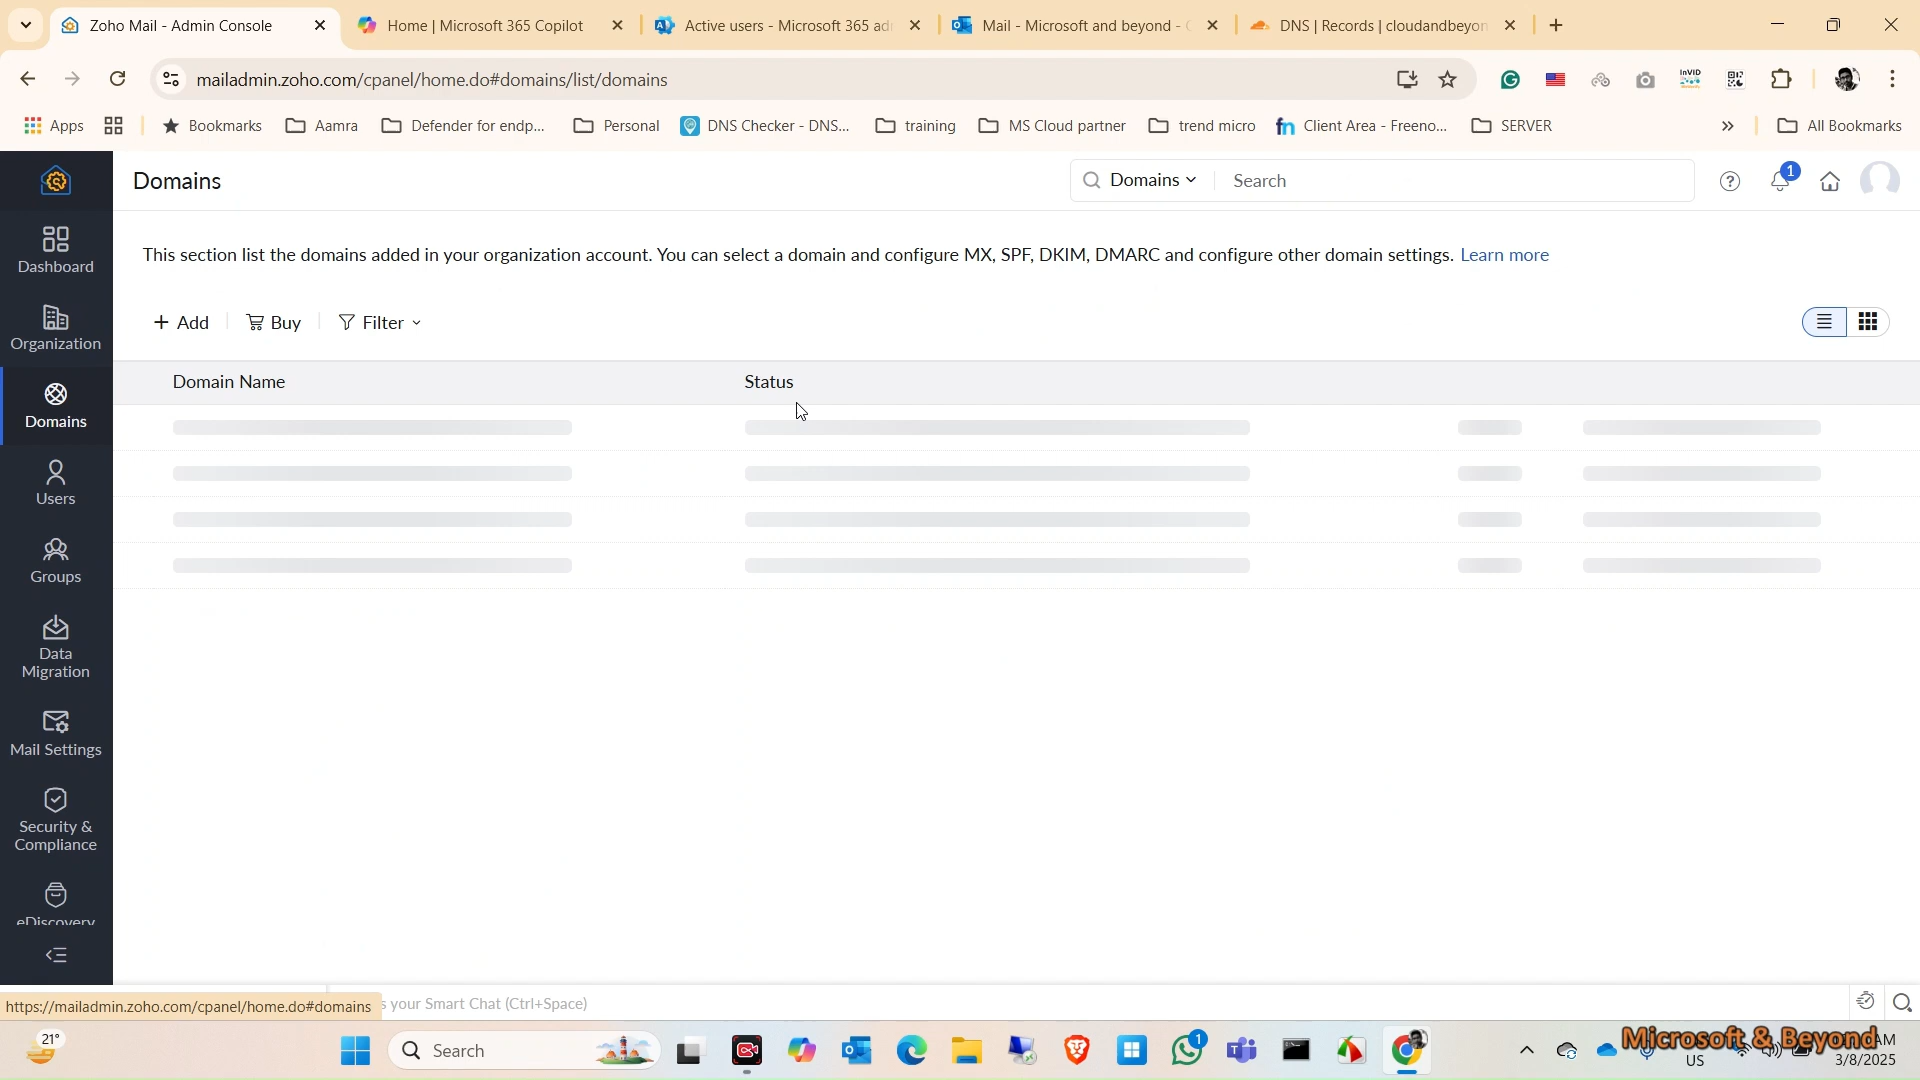 Zoho Mail - Admin Console
Home | Microsoft 365 Copilot
Active users - Microsoft 365 ad
Mail - Microsoft and beyond -
DNS | Records | cloudandbeyon
mailadmin.zoho.com/cpanel/home.do#domains/list/domains
InVID
Apps
Bookmarks
Aamra
Defender for endp...
Personal
DNS Checker - DNS...
training
MS Cloud partner
trend micro
fn
Client Area - Freeno...
SERVER
All Bookmarks
Domains
Domains
Search
1
This section list the domains added in your organization account. You can select a domain and configure MX, SPF, DKIM, DMARC and configure other domain settings. Learn more
+ Add
Buy
Filter
Domain Name
Status
Dashboard
Organization
Domains
Users
Groups
Data
Migration
Mail Settings
Security &
Compliance
eDiscovery
https://mailadmin.zoho.com/cpanel/home.do#domains
s your Smart Chat (Ctrl+Space)
21°
Search
1
US
Microsoft & Beyond
AM
3/8/2025